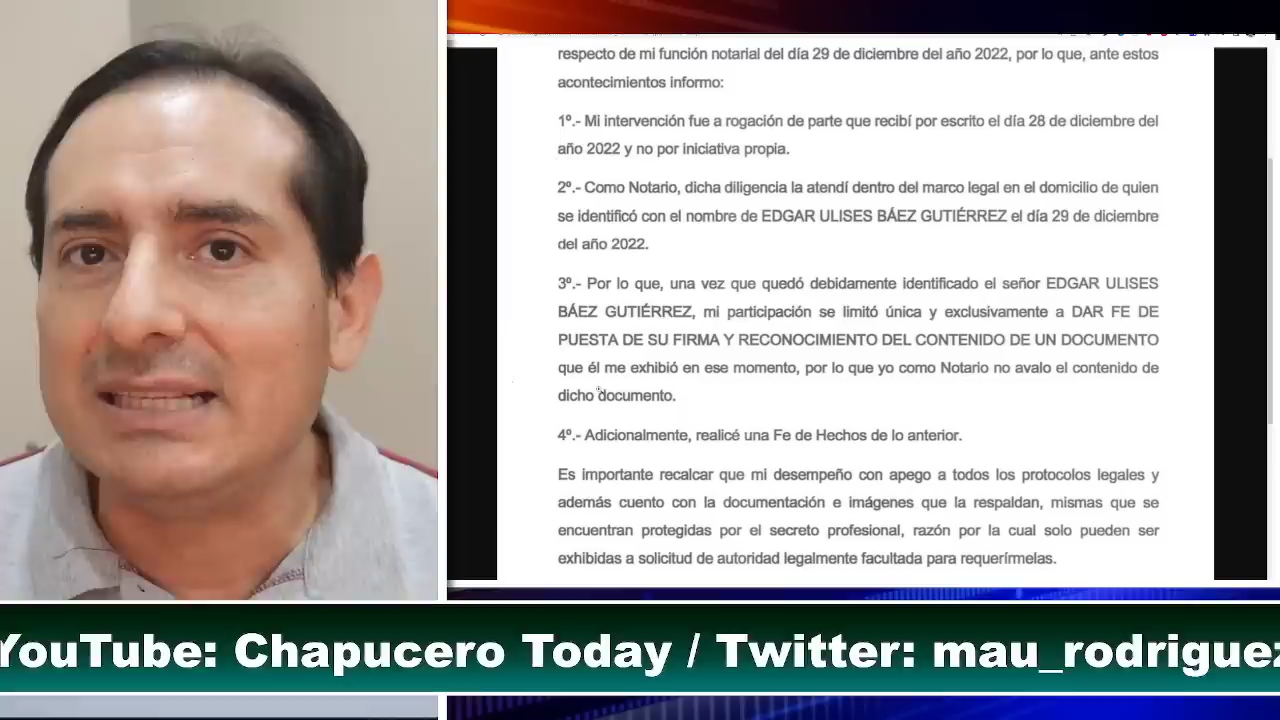 respecto de mi función notarial del día 29 de diciembre del año 2022, por lo que, ante estos
acontecimientos informo:
1º.- Mi intervención fue a rogación de parte que recibí por escrito el día 28 de diciembre del
año 2022 y no por iniciativa propia.
2º.- Como Notario, dicha diligencia la atendí dentro del marco legal en el domicilio de quien
se identificó con el nombre de EDGAR ULISES BÁEZ GUTIÉRREZ el día 29 de diciembre
del año 2022.
3º.- Por lo que, una vez que quedó debidamente identificado el señor EDGAR ULISES
BÁEZ GUTIÉRREZ, mi participación se limitó única y exclusivamente a DAR FE DE
PUESTA DE SU FIRMA Y RECONOCIMIENTO DEL CONTENIDO DE UN DOCUMENTO
que él me exhibió en ese momento, por lo que yo como Notario no avalo el contenido de
dicho documento.
4º.- Adicionalmente, realicé una Fe de Hechos de lo anterior.
Es importante recalcar que mi desempeño con apego a todos los protocolos legales y
además cuento con la documentación e imágenes que la respaldan, mismas que se
encuentran protegidas por el secreto profesional, razón por la cual solo pueden ser
exhibidas a solicitud de autoridad legalmente facultada para requerírmelas.
YouTube: Chapucero Today / Twitter: mau_rodriguez